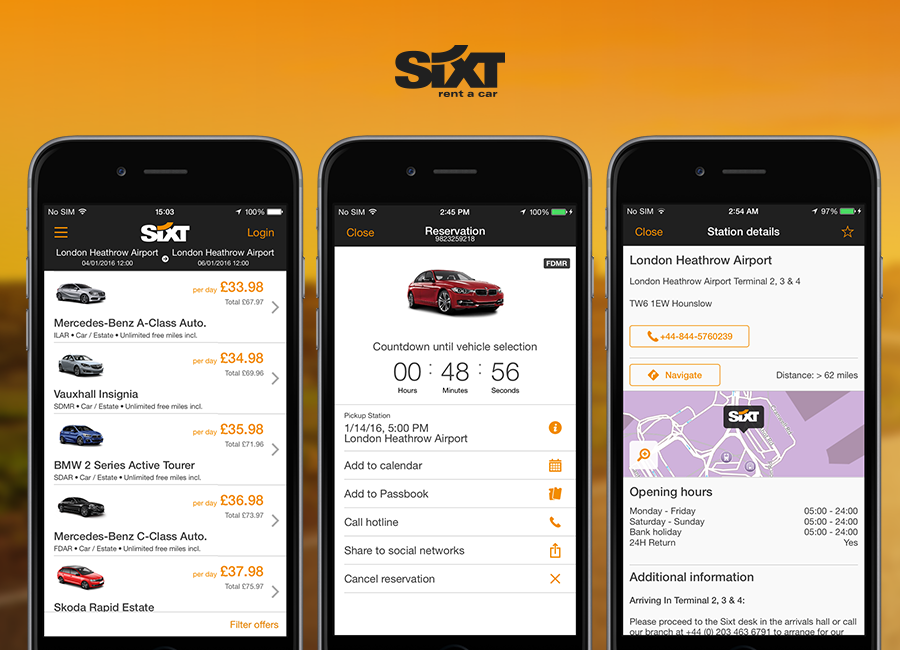 SiXT
rent a car
No SIM 15:03 100%
SiXT Login
London Heathrow Airport London Heathrow Airport
04/01/2016 12:00 06/01/2016 12:00
per day £33.98
Total £67.97
Mercedes-Benz A-Class Auto.
ILAR • Car / Estate • Unlimited free miles incl.
per day £34.98
Total £69.96
Vauxhall Insignia
SDMR • Car / Estate • Unlimited free miles incl.
per day £35.98
Total £71.96
BMW 2 Series Active Tourer
SDAR • Car / Estate • Unlimited free miles incl.
per day £36.98
Total £73.97
Mercedes-Benz C-Class Auto.
FDAR • Car / Estate • Unlimited free miles incl.
per day £37.98
Total £75.97
Skoda Rapid Estate
Filter offers
No SIM 2:45 PM 100%
Close Reservation
9823259218
FDMR
Countdown until vehicle selection
00 : 48 : 56
Hours Minutes Seconds
Pickup Station
1/14/16, 5:00 PM
London Heathrow Airport
Add to calendar
Add to Passbook
Call hotline
Share to social networks
Cancel reservation
No SIM 2:54 AM 97%
Close Station details
London Heathrow Airport
London Heathrow Airport Terminal 2, 3 & 4
TW6 1EW Hounslow
+44-844-5760239
Navigate Distance: > 62 miles
SiXT
Opening hours
Monday - Friday 05:00 - 24:00
Saturday - Sunday 05:00 - 24:00
Bank holiday 05:00 - 24:00
24H Return Yes
Additional information
Arriving In Terminal 2, 3 & 4:
Please proceed to the Sixt desk in the arrivals hall or call
our branch at +44 (0) 203 463 6791 to arrange for our